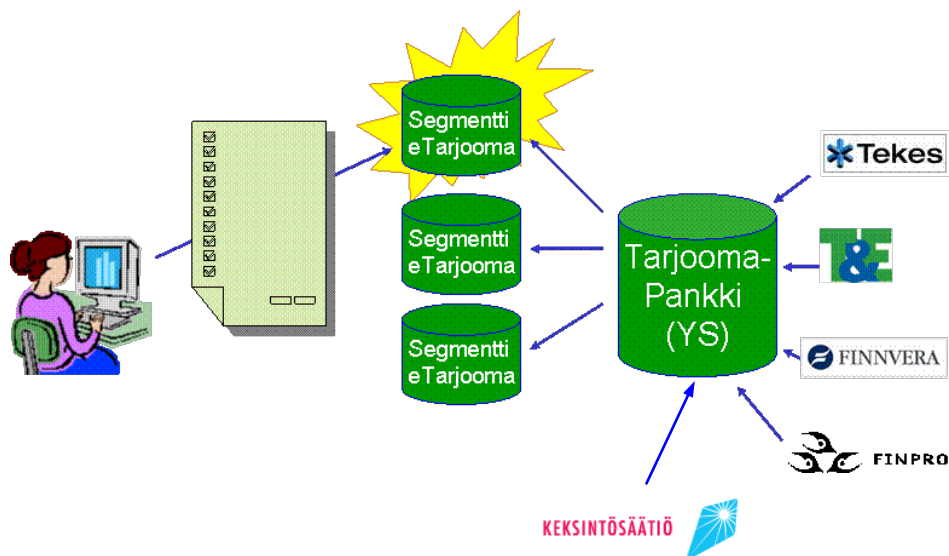 Segmentti
eTarjooma
Segmentti
eTarjooma
Segmentti
eTarjooma
Tarjooma-
Pankki
(YS)
Tekes
T&E
FINNVERA
FINPRO
KEKSINTÖSÄÄTIÖ